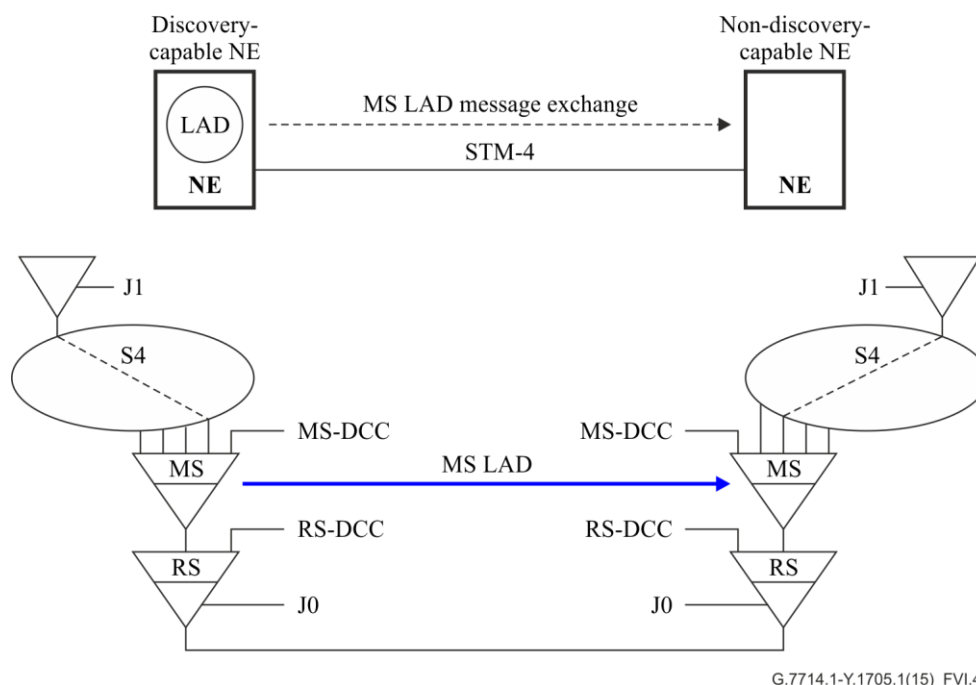 Discovery-
capable NE
Non-discovery-
capable NE
LAD
NE
MS LAD message exchange
STM-4
NE
J1
J1
S4
S4
MS-DCC
MS-DCC
MS
MS LAD
MS
RS-DCC
RS-DCC
RS
RS
J0
J0
G.7714.1-Y.1705.1(15)_FVI.4